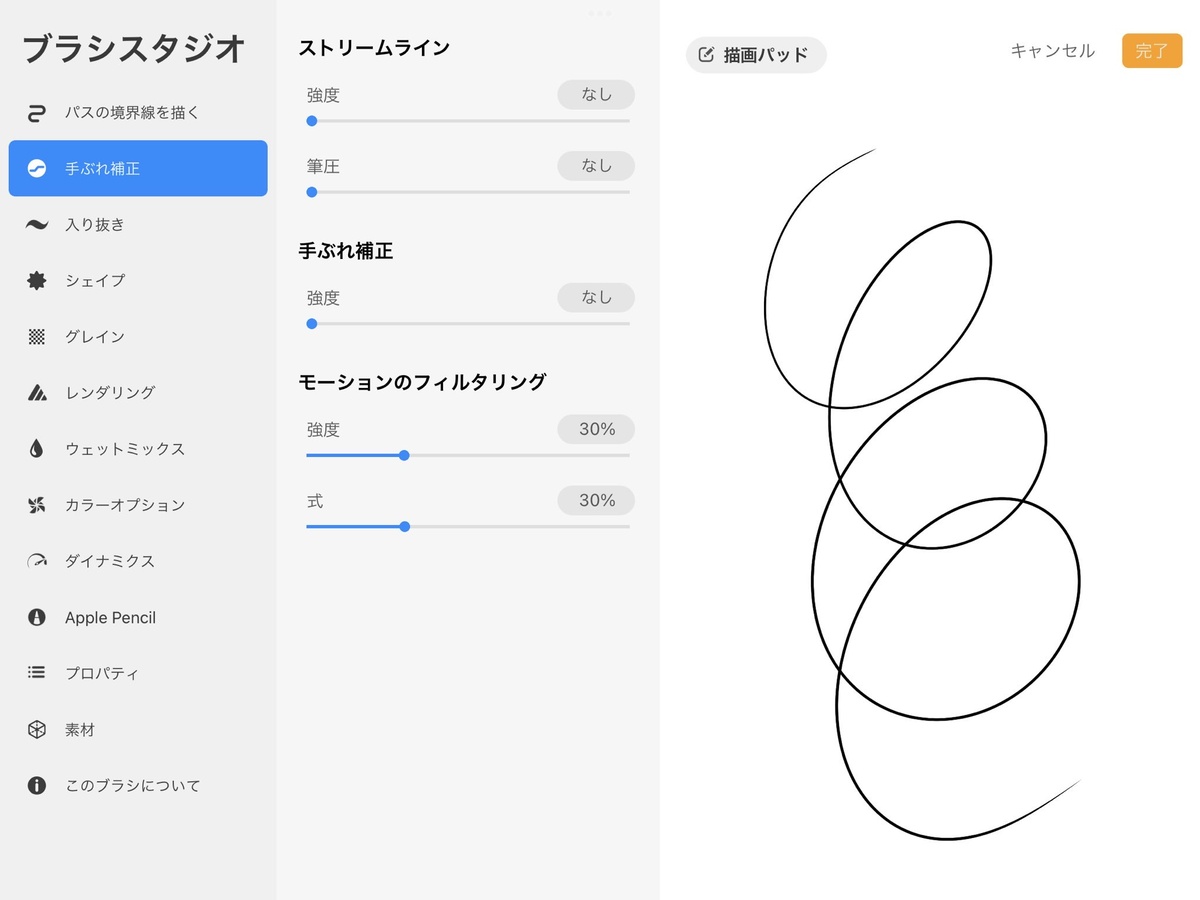 ブラシスタジオ
パスの境界線を描く
手ぶれ補正
入り抜き
シェイプ
グレイン
レンダリング
ウェットミックス
カラーオプション
ダイナミクス
Apple Pencil
プロパティ
素材
このブラシについて
ストリームライン
強度 なし
筆圧 なし
手ぶれ補正
強度 なし
モーションのフィルタリング
強度 30%
式 30%
描画パッド
キャンセル
完了